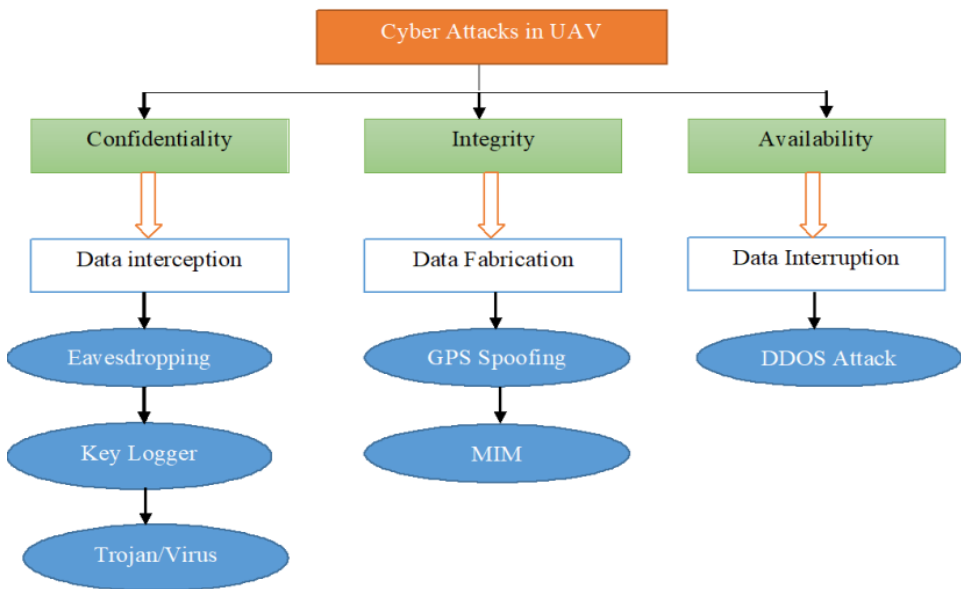 Cyber Attacks in UAV
Confidentiality
Integrity
Availability
Data interception
Data Fabrication
Data Interruption
Eavesdropping
GPS Spoofing
DDOS Attack
Key Logger
MIM
Trojan/Virus